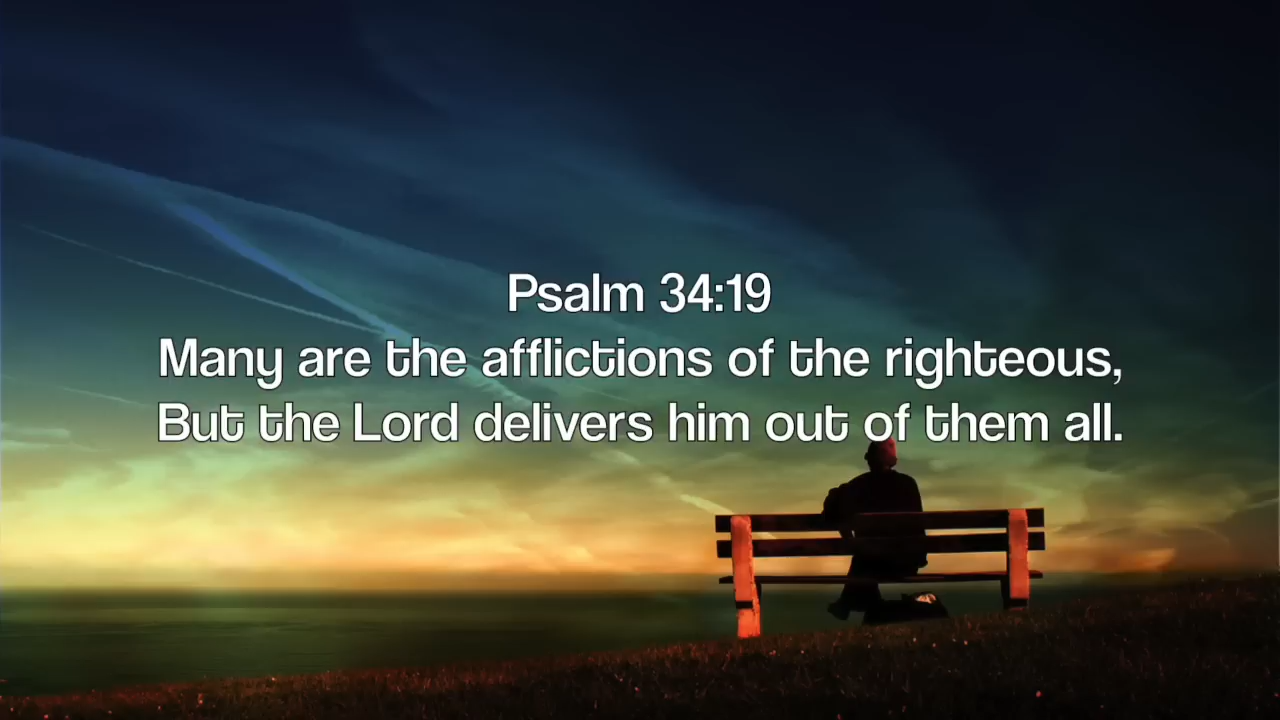 Psalm 34:19
Many are the afflictions of the righteous,
But the Lord delivers him out of them all.